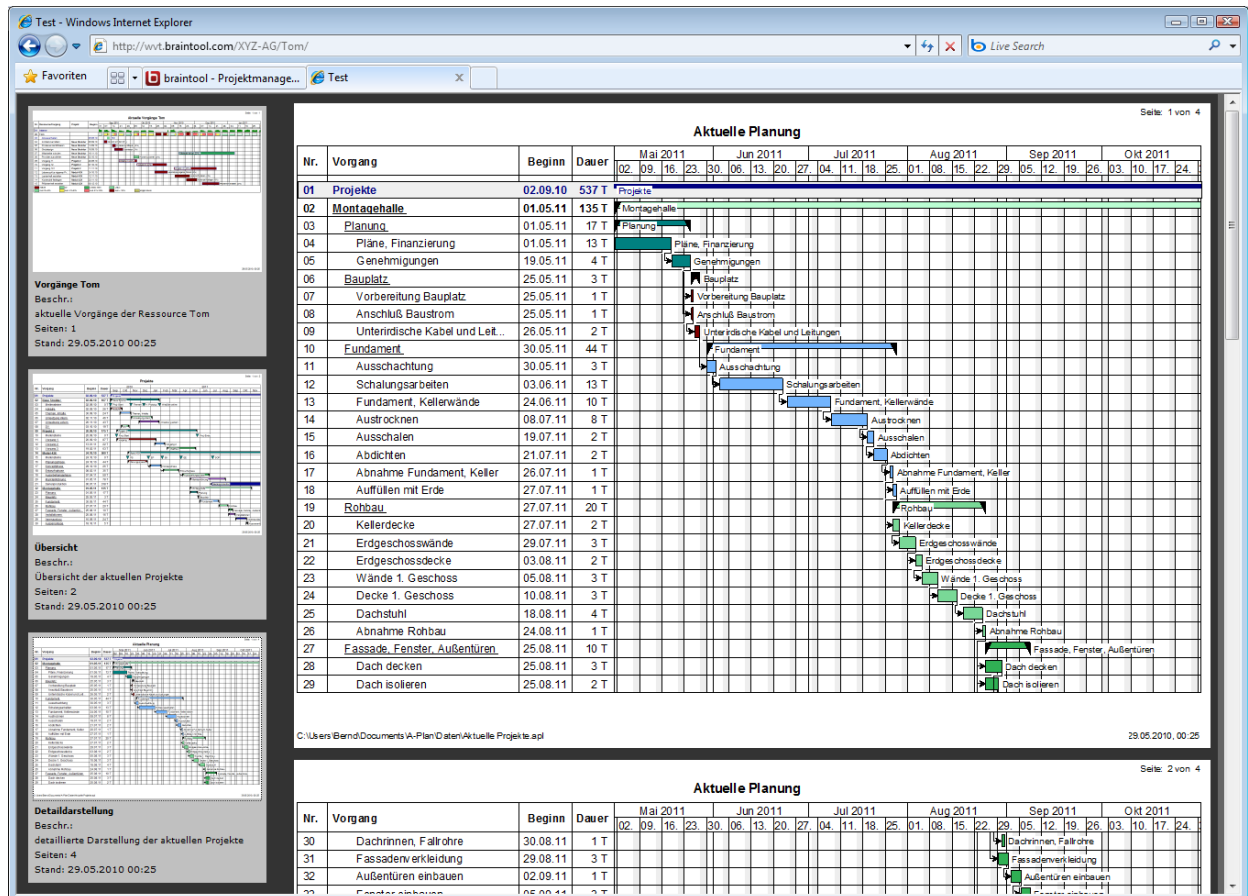 Test - Windows Internet Explorer
http://wvt.braintool.com/XYZ-AG/Tom/
Live Search
Favoriten
braintool - Projektmanage...
Test
Vorgänge Tom
Beschr.:
aktuelle Vorgänge der Ressource Tom
Seiten: 1
Stand: 29.05.2010 00:25
Übersicht
Beschr.:
Übersicht der aktuellen Projekte
Seiten: 2
Stand: 29.05.2010 00:25
Detaildarstellung
Beschr.:
detaillierte Darstellung der aktuellen Projekte
Seiten: 4
Stand: 29.05.2010 00:25
Seite: 1 von 4
Aktuelle Planung
Nr. Vorgang Beginn Dauer Mai 2011 Jun 2011 Jul 2011 Aug 2011 Sep 2011 Okt 2011
02. 09. 16. 23. 30. 06. 13. 20. 27. 04. 11. 18. 25. 01. 08. 15. 22. 29. 05. 12. 19. 26. 03. 10. 17. 24.
01 Projekte 02.09.10 537 T Projekte
02 Montagehalle 01.05.11 135 T Montagehalle
03 Planung 01.05.11 17 T Planung
04 Pläne, Finanzierung 01.05.11 13 T Pläne, Finanzierung
05 Genehmigungen 19.05.11 4 T Genehmigungen
06 Bauplatz 25.05.11 3 T Bauplatz
07 Vorbereitung Bauplatz 25.05.11 1 T Vorbereitung Bauplatz
08 Anschluß Baustrom 25.05.11 1 T Anschluß Baustrom
09 Unterirdische Kabel und Leit... 26.05.11 2 T Unterirdische Kabel und Leitungen
10 Fundament 30.05.11 44 T Fundament
11 Ausschachtung 30.05.11 3 T Ausschachtung
12 Schalungsarbeiten 03.06.11 13 T Schalungsarbeiten
13 Fundament, Kellerwände 24.06.11 10 T Fundament, Kellerwände
14 Austrocknen 08.07.11 8 T Austrocknen
15 Ausschalen 19.07.11 2 T Ausschalen
16 Abdichten 21.07.11 2 T Abdichten
17 Abnahme Fundament, Keller 26.07.11 1 T Abnahme Fundament, Keller
18 Auffüllen mit Erde 27.07.11 1 T Auffüllen mit Erde
19 Rohbau 27.07.11 20 T Rohbau
20 Kellerdecke 27.07.11 2 T Kellerdecke
21 Erdgeschosswände 29.07.11 3 T Erdgeschosswände
22 Erdgeschossdecke 03.08.11 2 T Erdgeschossdecke
23 Wände 1. Geschoss 05.08.11 3 T Wände 1. Geschoss
24 Decke 1. Geschoss 10.08.11 3 T Decke 1. Geschoss
25 Dachstuhl 18.08.11 4 T Dachstuhl
26 Abnahme Rohbau 24.08.11 1 T Abnahme Rohbau
27 Fassade, Fenster, Außentüren 25.08.11 10 T Fassade, Fenster, Außentüren
28 Dach decken 25.08.11 3 T Dach decken
29 Dach isolieren 25.08.11 2 T Dach isolieren
C:\Users\Bernd\Documents\A-Plan\Daten\Aktuelle Projekte.apl 29.05.2010, 00:25
Seite: 2 von 4
Aktuelle Planung
Nr. Vorgang Beginn Dauer Mai 2011 Jun 2011 Jul 2011 Aug 2011 Sep 2011 Okt 2011
02. 09. 16. 23. 30. 06. 13. 20. 27. 04. 11. 18. 25. 01. 08. 15. 22. 29. 05. 12. 19. 26. 03. 10. 17. 24.
30 Dachrinnen, Fallrohre 30.08.11 1 T Dachrinnen, Fallrohre
31 Fassadenverkleidung 29.08.11 3 T Fassadenverkleidung
32 Außentüren einbauen 02.09.11 1 T Außentüren einbauen